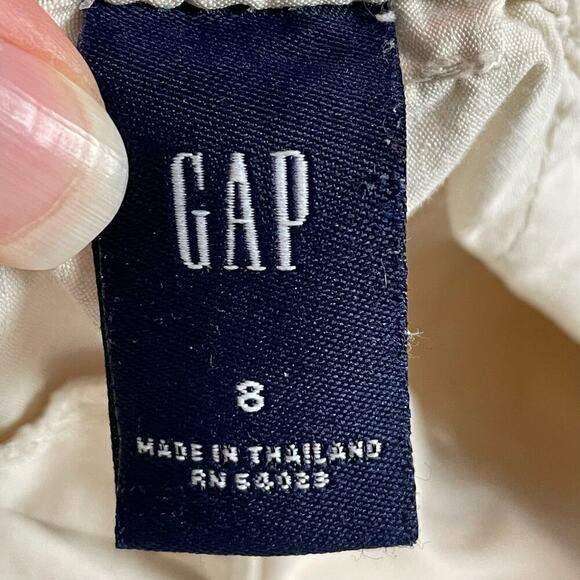 GAP
8
MADE IN THAILAND
RN 54023